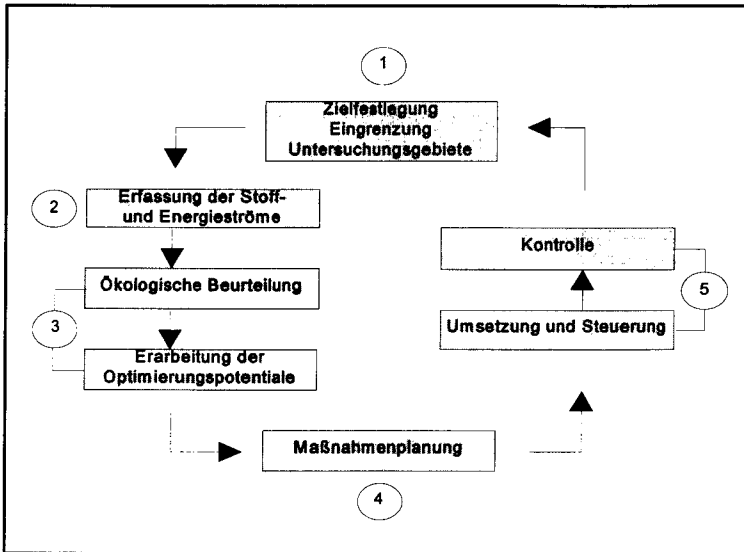 1
Zielfestlegung
Eingrenzung
Untersuchungsgebiete
2
Erfassung der Stoff-
und Energieströme
Ökologische Beurteilung
3
Erarbeitung der
Optimierungspotentiale
Maßnahmenplanung
4
Kontrolle
5
Umsetzung und Steuerung